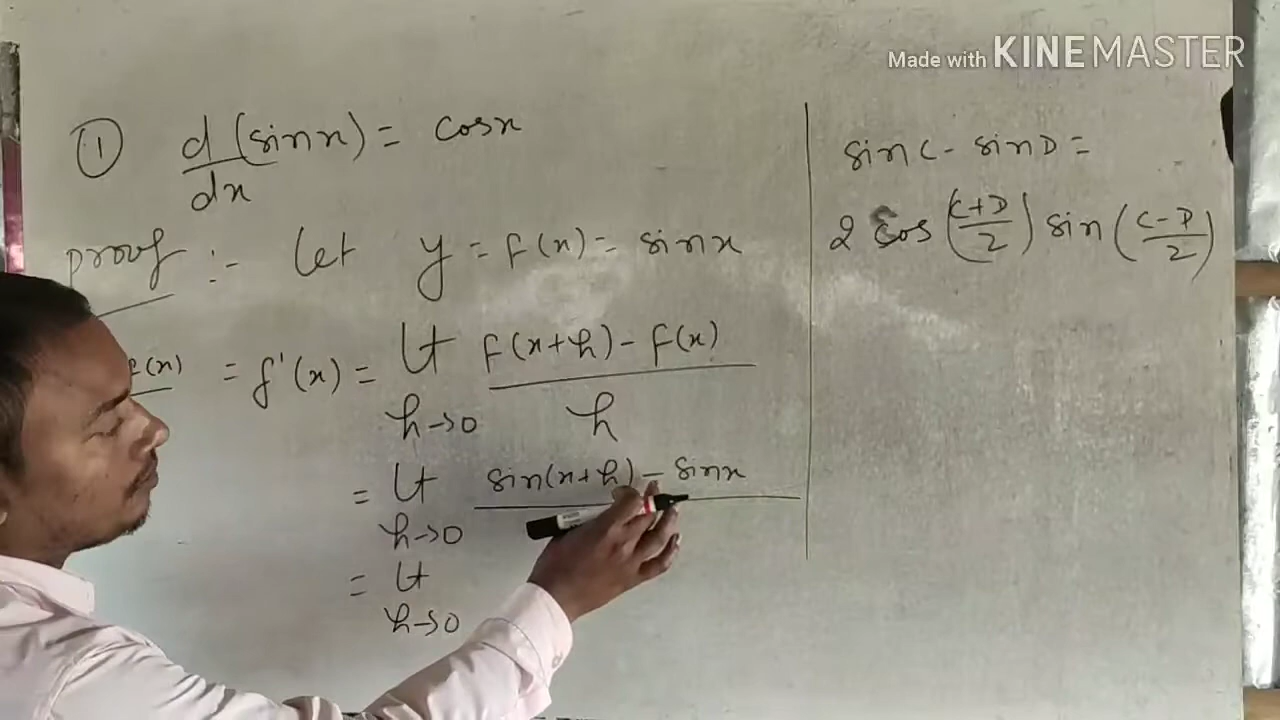 Made with KINEMASTER
① d/dx (sinx) = cosx
proof :- Let y = f(x) = sinx
f(x) = f'(x) = Lt h→0 f(x+h) - f(x) / h
= Lt h→0 sin(x+h) - sinx
= Lt h→0
sinC - sinD =
2 cos (C+D/2) sin (C-D/2)